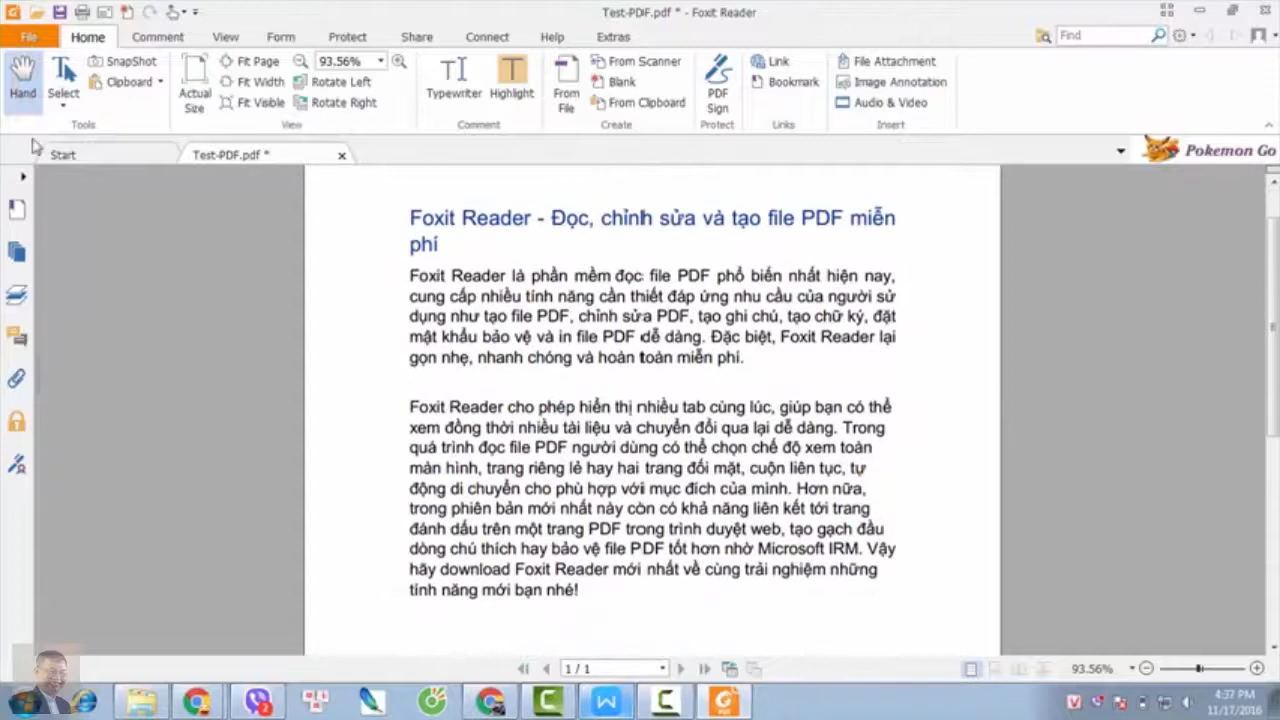 Test-PDF.pdf * - Foxit Reader
File Home Comment View Form Protect Share Connect Help Extras Find
Hand Select SnapShot Clipboard Actual Size Fit Page Fit Width Fit Visible 93.56% Rotate Left Rotate Right Typewriter Highlight From File From Scanner Blank From Clipboard PDF Sign Link Bookmark File Attachment Image Annotation Audio & Video
Tools View Comment Create Protect Links Insert
Start Test-PDF.pdf * Pokemon Go
Foxit Reader - Đọc, chỉnh sửa và tạo file PDF miễn
phí
Foxit Reader là phần mềm đọc file PDF phổ biến nhất hiện nay,
cung cấp nhiều tính năng cần thiết đáp ứng nhu cầu của người sử
dụng như tạo file PDF, chỉnh sửa PDF, tạo ghi chú, tạo chữ ký, đặt
mật khẩu bảo vệ và in file PDF dễ dàng. Đặc biệt, Foxit Reader lại
gọn nhẹ, nhanh chóng và hoàn toàn miễn phí.
Foxit Reader cho phép hiển thị nhiều tab cùng lúc, giúp bạn có thể
xem đồng thời nhiều tài liệu và chuyển đổi qua lại dễ dàng. Trong
quá trình đọc file PDF người dùng có thể chọn chế độ xem toàn
màn hình, trang riêng lẻ hay hai trang đối mặt, cuộn liên tục, tự
động di chuyển cho phù hợp với mục đích của mình. Hơn nữa,
trong phiên bản mới nhất này còn có khả năng liên kết tới trang
đánh dấu trên một trang PDF trong trình duyệt web, tạo gạch đầu
dòng chú thích hay bảo vệ file PDF tốt hơn nhờ Microsoft IRM. Vậy
hãy download Foxit Reader mới nhất về cùng trải nghiệm những
tính năng mới bạn nhé!
1 / 1 93.56%
4:37 PM
11/17/2016